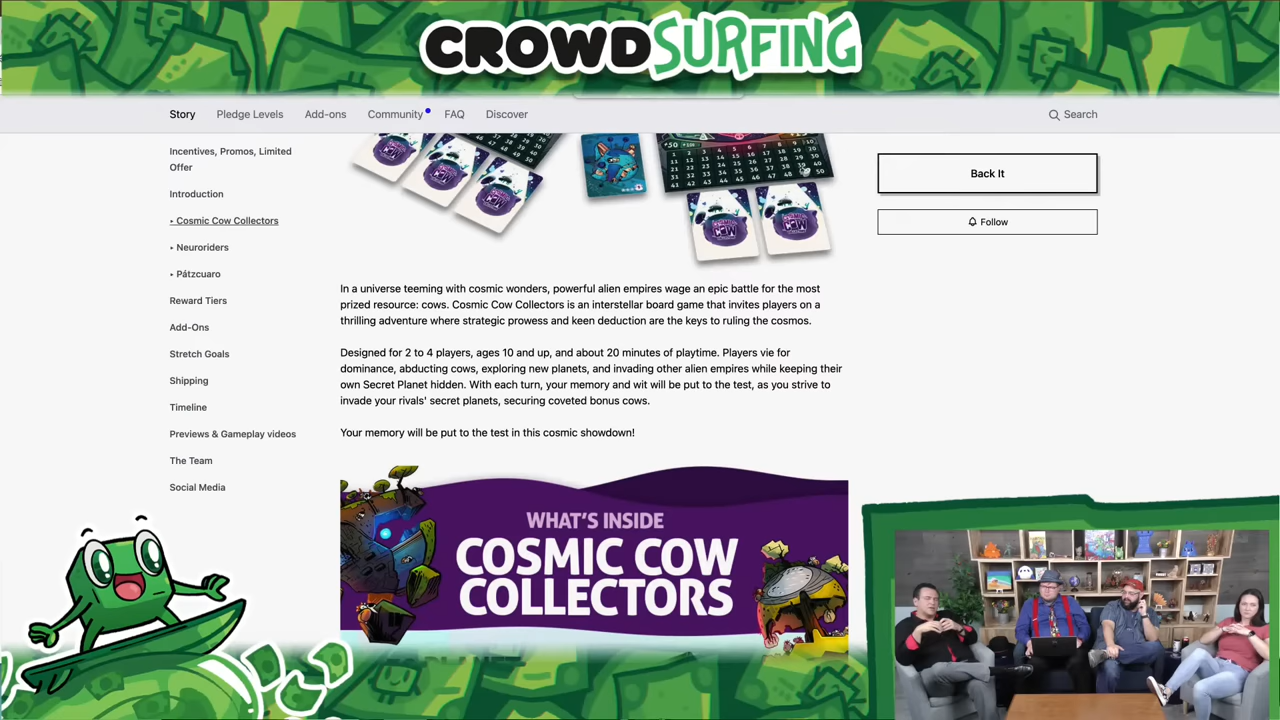 CROWDSURFING
Story Pledge Levels Add-ons Community FAQ Discover Search
Incentives, Promos, Limited
Offer
Introduction
Cosmic Cow Collectors
Neuroriders
Pátzcuaro
Reward Tiers
Add-Ons
Stretch Goals
Shipping
Timeline
Previews & Gameplay videos
The Team
Social Media
COSMIC
COW
In a universe teeming with cosmic wonders, powerful alien empires wage an epic battle for the most
prized resource: cows. Cosmic Cow Collectors is an interstellar board game that invites players on a
thrilling adventure where strategic prowess and keen deduction are the keys to ruling the cosmos.
Designed for 2 to 4 players, ages 10 and up, and about 20 minutes of playtime. Players vie for
dominance, abducting cows, exploring new planets, and invading other alien empires while keeping their
own Secret Planet hidden. With each turn, your memory and wit will be put to the test, as you strive to
invade your rivals' secret planets, securing coveted bonus cows.
Your memory will be put to the test in this cosmic showdown!
WHAT'S INSIDE
COSMIC COW
COLLECTORS
Back It
Follow